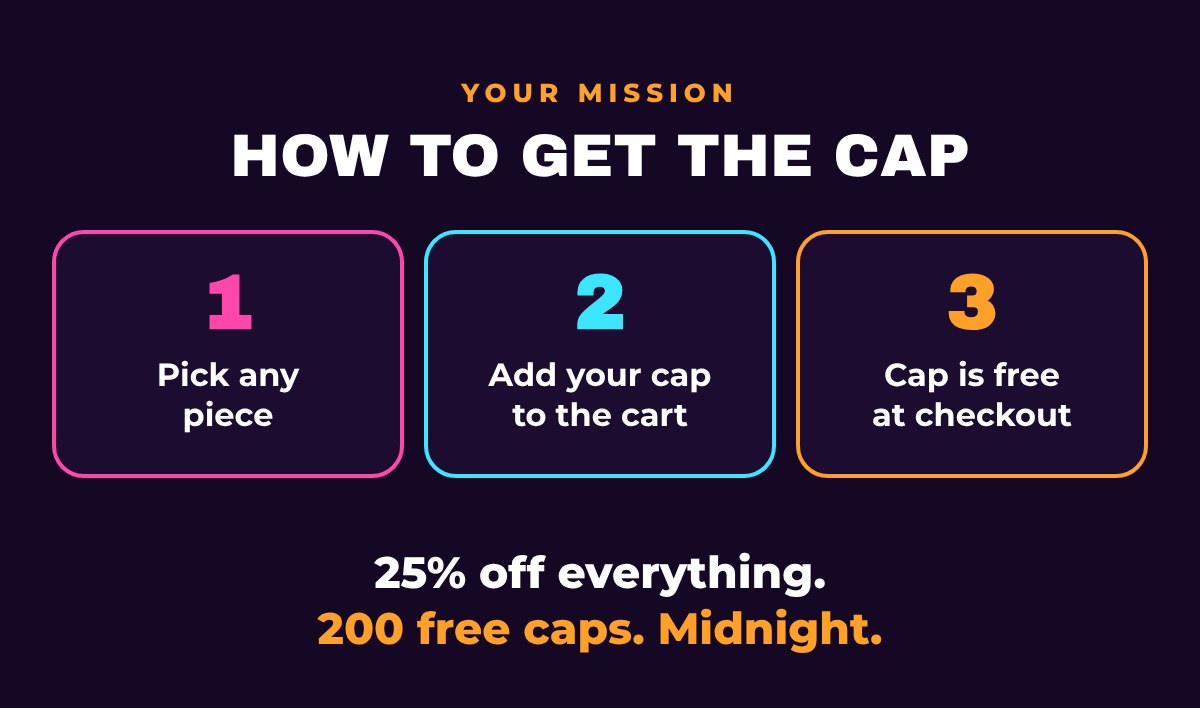 YOUR MISSION
HOW TO GET THE CAP
1
Pick any
piece
2
Add your cap
to the cart
3
Cap is free
at checkout
25% off everything.
200 free caps. Midnight.